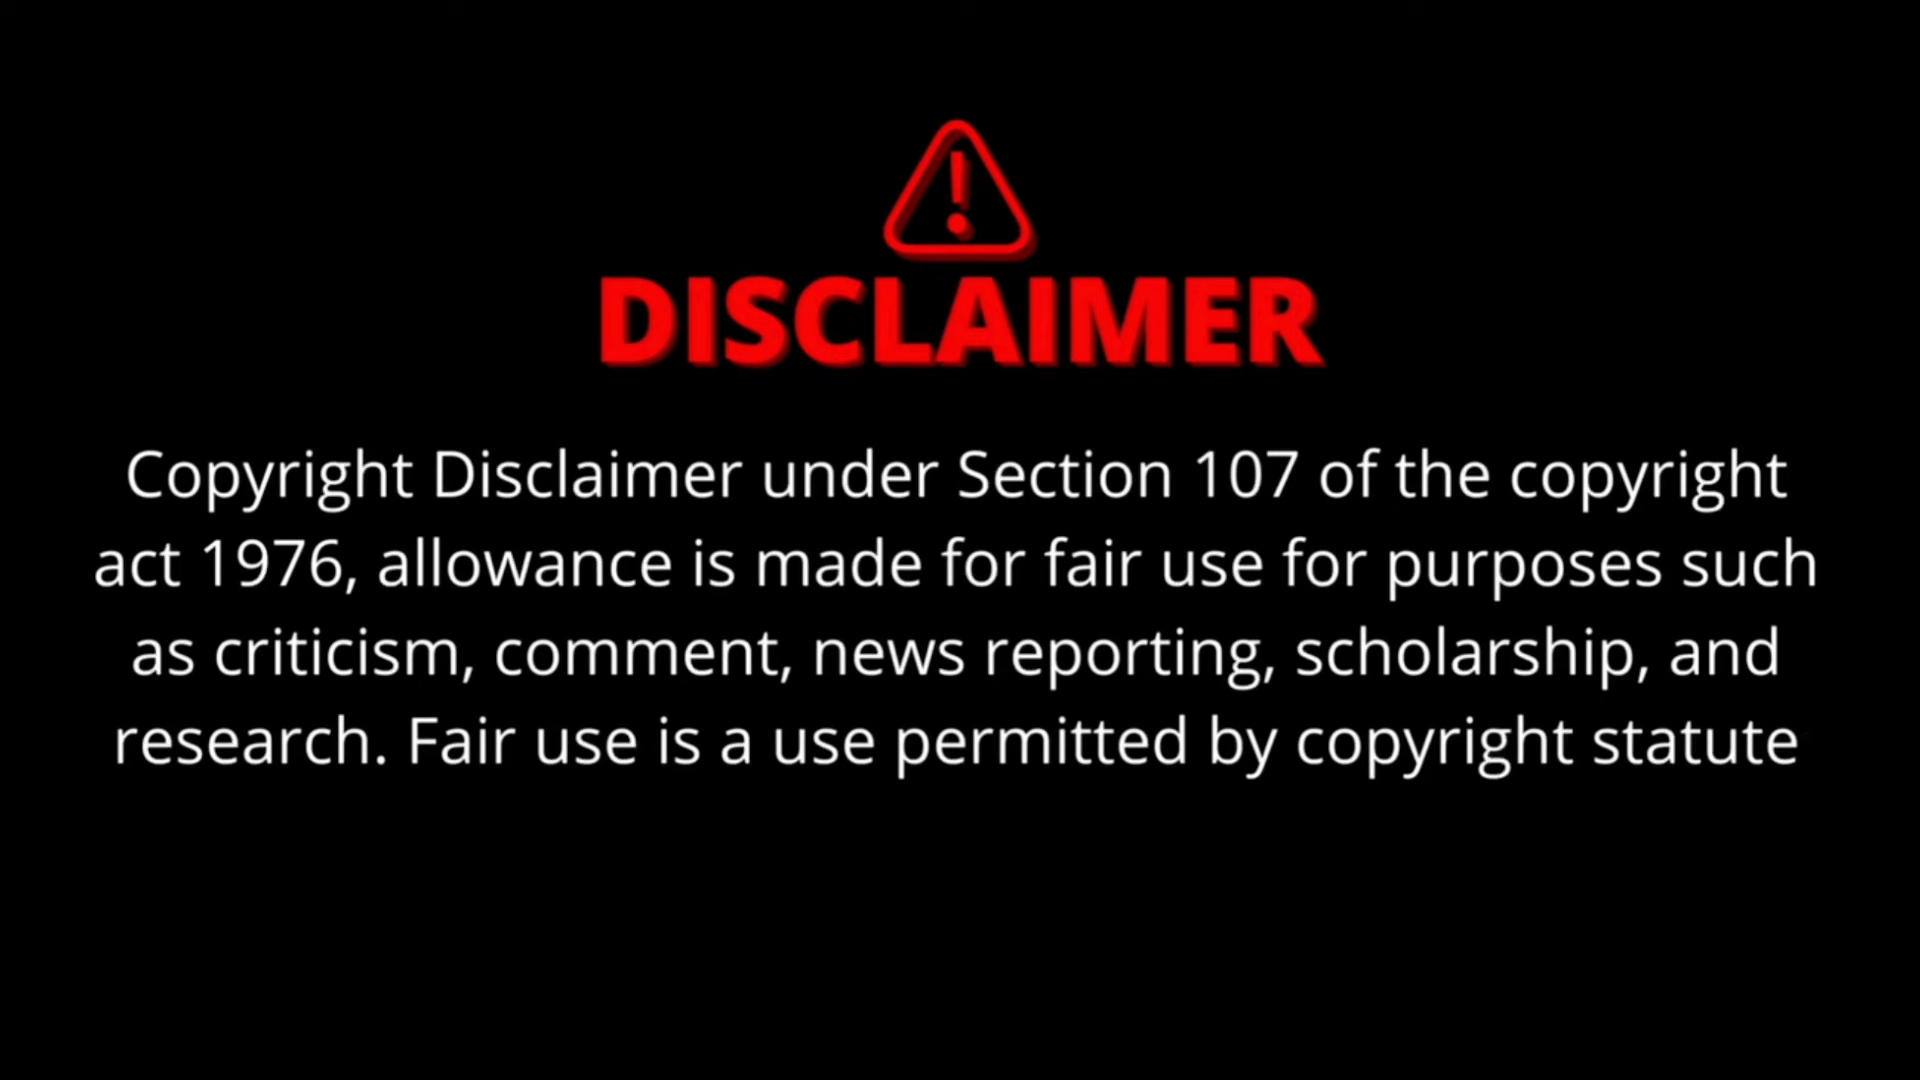 DISCLAIMER
Copyright Disclaimer under Section 107 of the copyright
act 1976, allowance is made for fair use for purposes such
as criticism, comment, news reporting, scholarship, and
research. Fair use is a use permitted by copyright statute